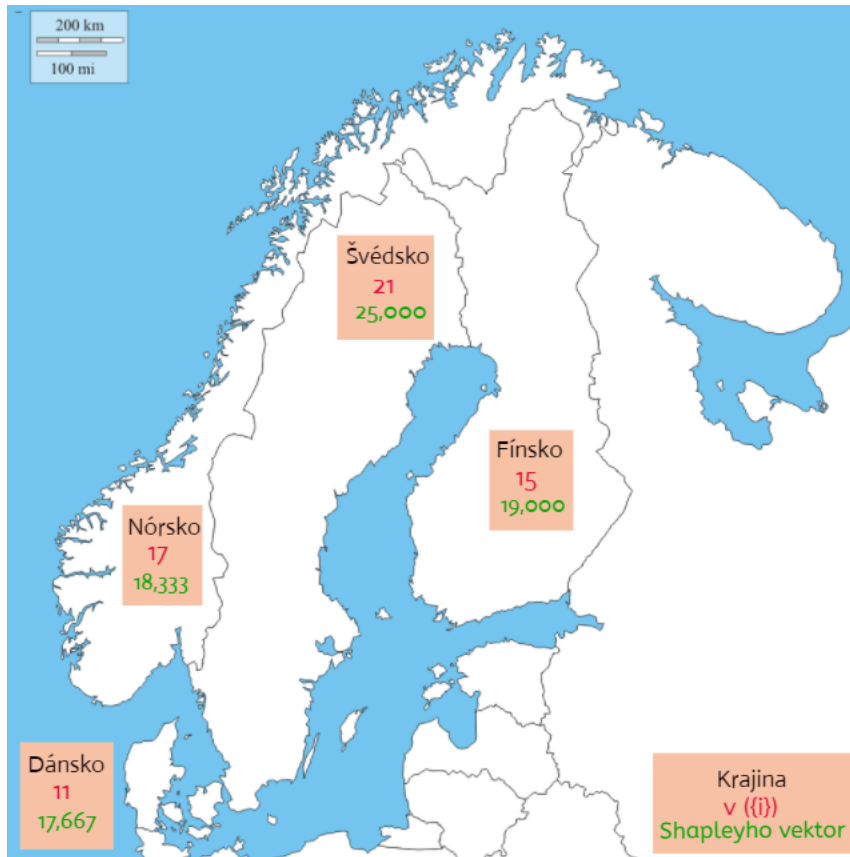 200 km
100 mi
Švédsko
21
25,000
Fínsko
15
19,000
Nórsko
17
18,333
Dánsko
11
17,667
Krajina
v ({i})
Shapleyho vektor